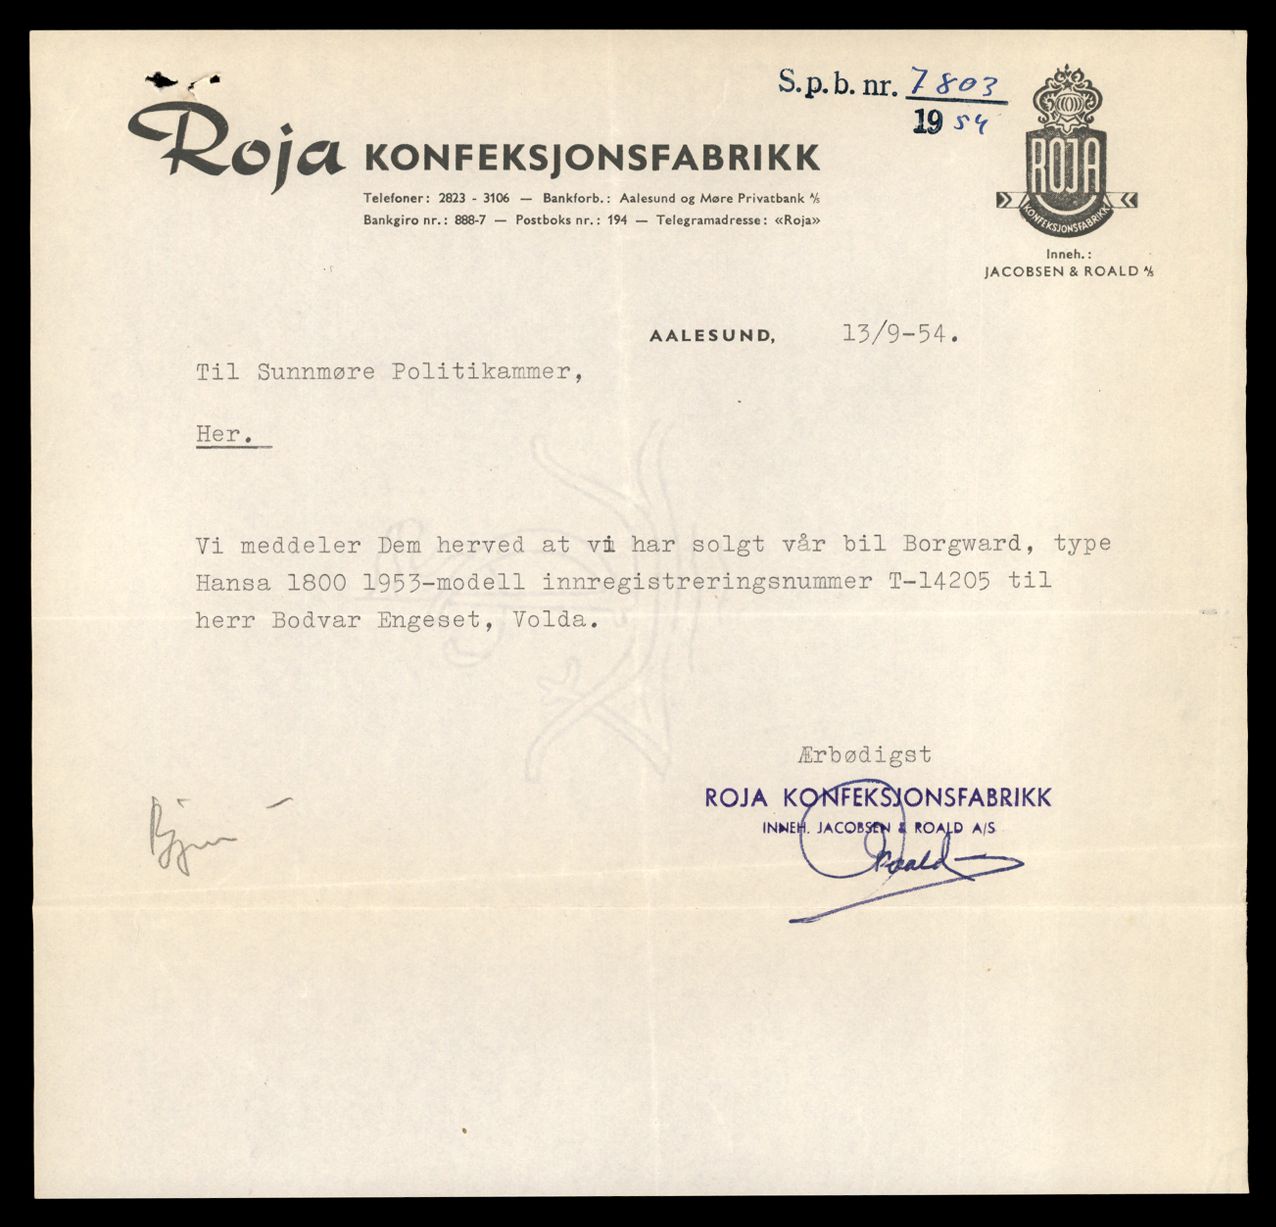 S.p.b. nr. 7803
1954
Roja KONFEKSJONSFABRIKK
Telefoner: 2823 - 3106 — Bankforb.: Aalesund og Møre Privatbank A/S
Bankgiro nr.: 888-7 — Postboks nr.: 194 — Telegramadresse: «Roja»
ROJA
KONFEKSJONSFABRIKK
Inneh.:
JACOBSEN & ROALD A/S
AALESUND, 13/9-54.
Til Sunnmøre Politikammer,
Her.
Vi meddeler Dem herved at vi har solgt vår bil Borgward, type
Hansa 1800 1953-modell innregistreringsnummer T-14205 til
herr Bodvar Engeset, Volda.
Ærbødigst
ROJA KONFEKSJONSFABRIKK
INNEH. JACOBSEN & ROALD A/S
Roald